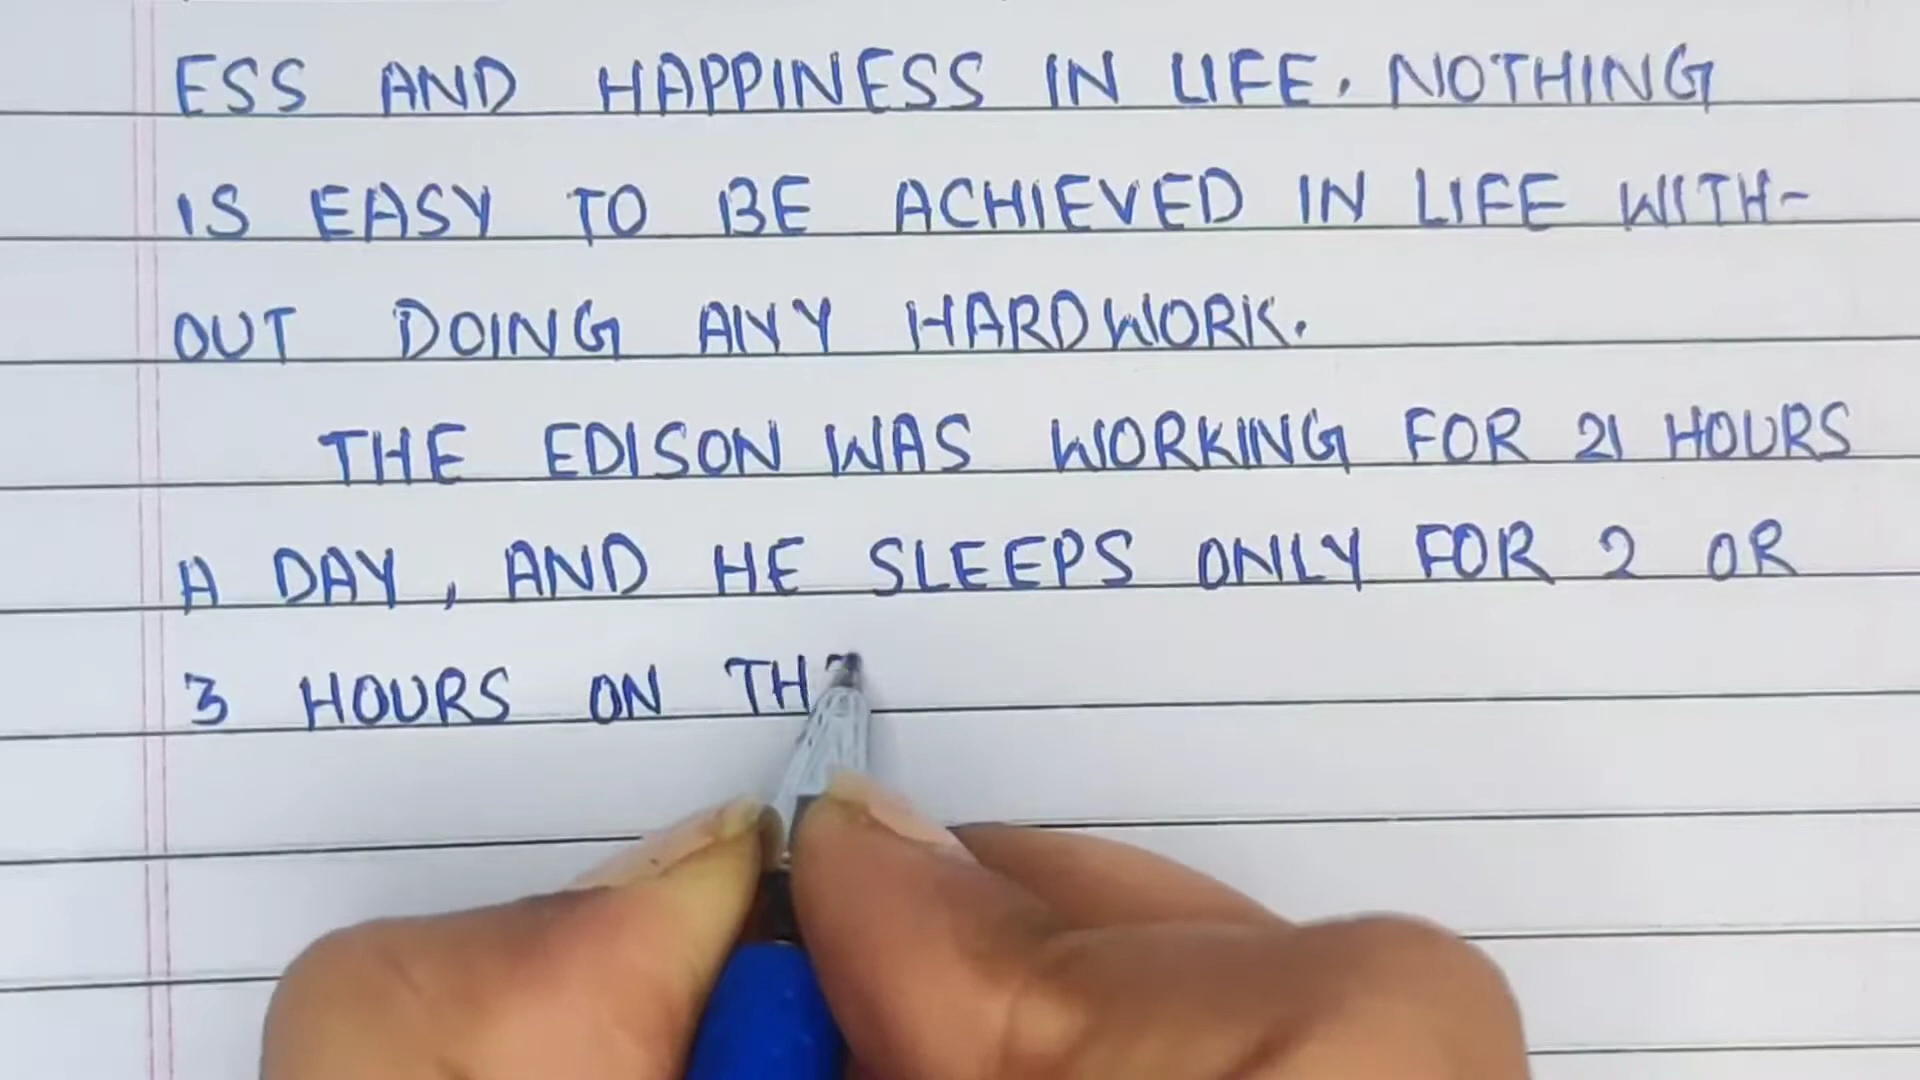 ESS AND HAPPINESS IN LIFE. NOTHING
IS EASY TO BE ACHIEVED IN LIFE WITH-
OUT DOING ANY HARDWORK.
THE EDISON WAS WORKING FOR 21 HOURS
A DAY, AND HE SLEEPS ONLY FOR 2 OR
3 HOURS ON TH